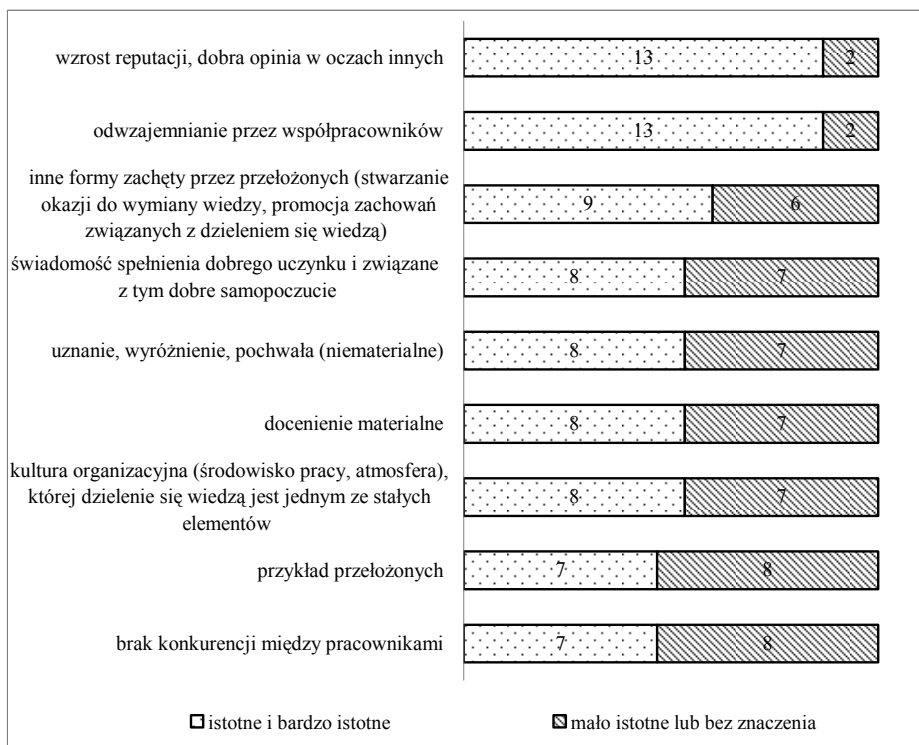 wzrost reputacji, dobra opinia w oczach innych
13 2
odwzajemnianie przez współpracowników
13 2
inne formy zachęty przez przełożonych (stwarzanie
okazji do wymiany wiedzy, promocja zachowań
związanych z dzieleniem się wiedzą)
9 6
świadomość spełnienia dobrego uczynku i związane
z tym dobre samopoczucie
8 7
uznanie, wyróżnienie, pochwała (niematerialne)
8 7
docenienie materialne
8 7
kultura organizacyjna (środowisko pracy, atmosfera),
której dzielenie się wiedzą jest jednym ze stałych
elementów
8 7
przykład przełożonych
7 8
brak konkurencji między pracownikami
7 8
istotne i bardzo istotne
mało istotne lub bez znaczenia